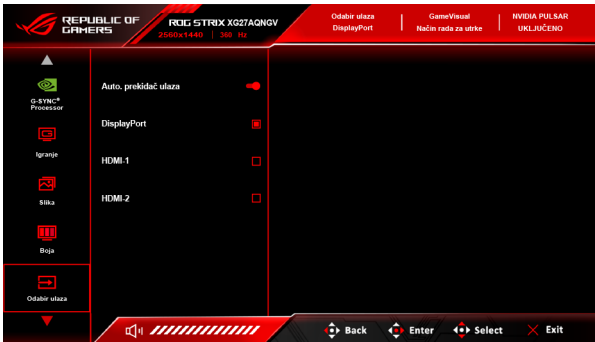 REPUBLIC OF
GAMERS
ROG STRIX XG27AQNGV
2560x1440 | 360 Hz
Odabir ulaza
DisplayPort
GameVisual
Način rada za utrke
NVIDIA PULSAR
UKLJUČENO
G-SYNC®
Processor
Igranje
Slika
Boja
Odabir ulaza
Auto. prekidač ulaza
DisplayPort
HDMI-1
HDMI-2
Back
Enter
Select
Exit